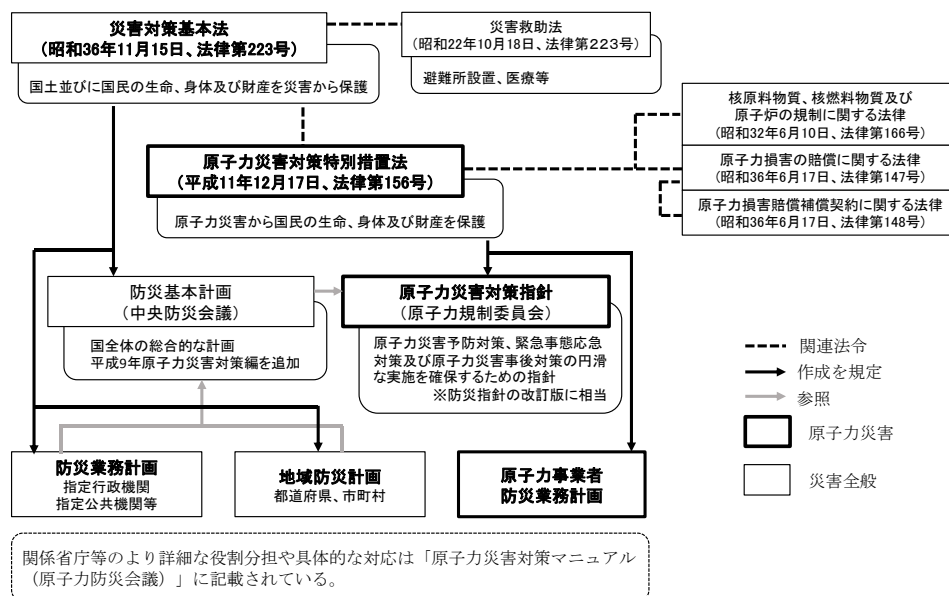 災害対策基本法
(昭和36年11月15日、法律第223号)
国土並びに国民の生命、身体及び財産を災害から保護
災害救助法
(昭和22年10月18日、法律第２２３号)
避難所設置、医療等
核原料物質、核燃料物質及び
原子炉の規制に関する法律
(昭和32年6月10日、法律第166号)
原子力損害の賠償に関する法律
(昭和36年6月17日、法律第147号)
原子力損害賠償補償契約に関する法律
(昭和36年6月17日、法律第148号)
原子力災害対策特別措置法
(平成11年12月17日、法律第156号)
原子力災害から国民の生命、身体及び財産を保護
防災基本計画
(中央防災会議)
国全体の総合的な計画
平成9年原子力災害対策編を追加
原子力災害対策指針
(原子力規制委員会)
原子力災害予防対策、緊急事態応急
対策及び原子力災害事後対策の円滑
な実施を確保するための指針
※防災指針の改訂版に相当
防災業務計画
指定行政機関
指定公共機関等
地域防災計画
都道府県、市町村
原子力事業者
防災業務計画
関連法令
作成を規定
参照
原子力災害
災害全般
関係省庁等のより詳細な役割分担や具体的な対応は「原子力災害対策マニュアル
（原子力防災会議）」に記載されている。